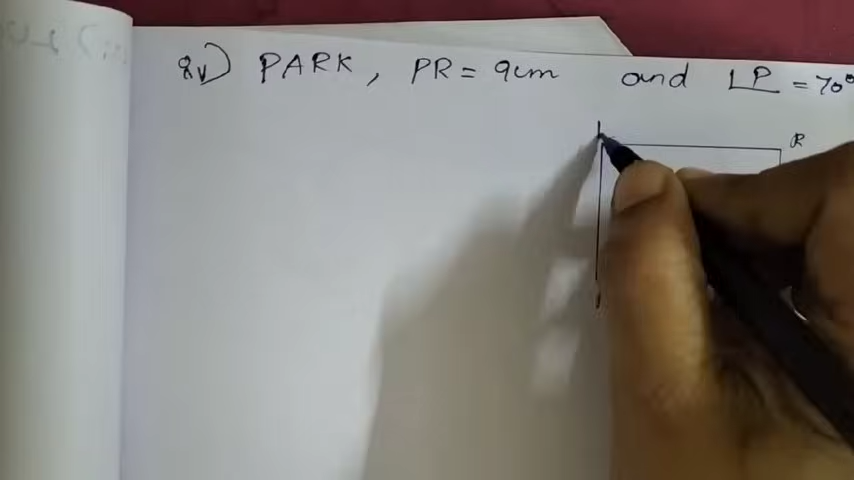 iv) PARK, PR = 9cm and ∠P = 70°
R